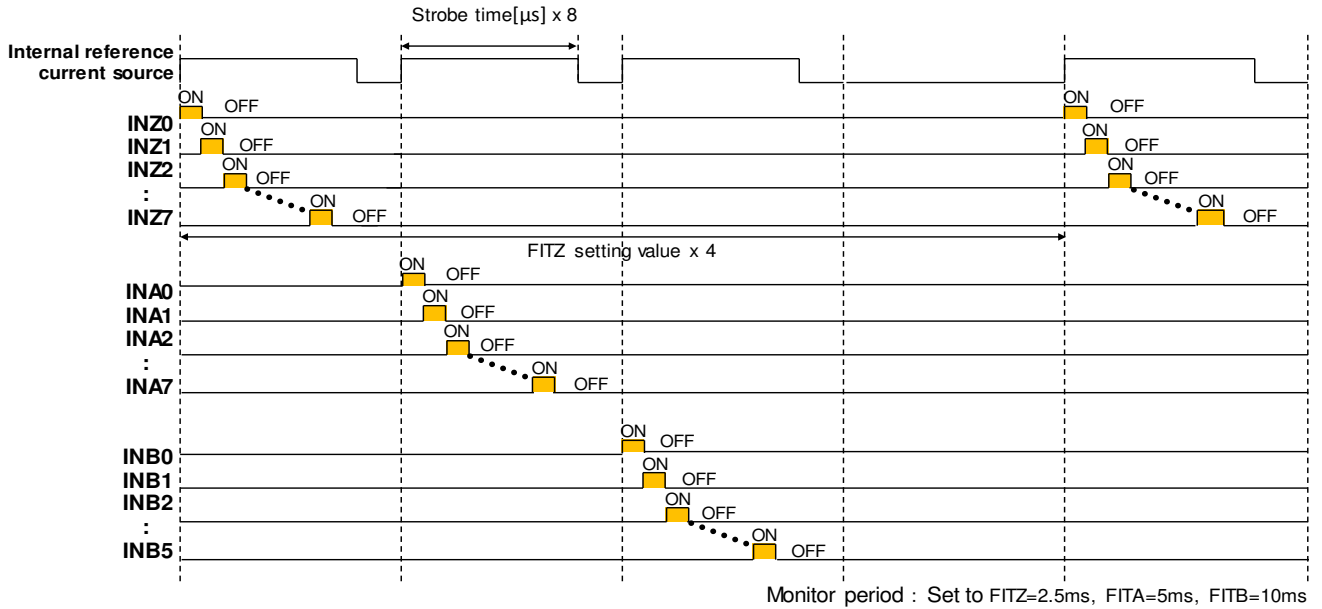 Strobe time[μs] x 8
Internal reference
current source
ON OFF ON OFF
INZ0
ON OFF ON OFF
INZ1
ON OFF ON OFF
INZ2
:
ON OFF ON OFF
INZ7
FITZ setting value x 4
ON OFF
INA0
ON OFF
INA1
ON OFF
INA2
:
ON OFF
INA7
ON OFF
INB0
ON OFF
INB1
ON OFF
INB2
:
ON OFF
INB5
Monitor period : Set to FITZ=2.5ms, FITA=5ms, FITB=10ms